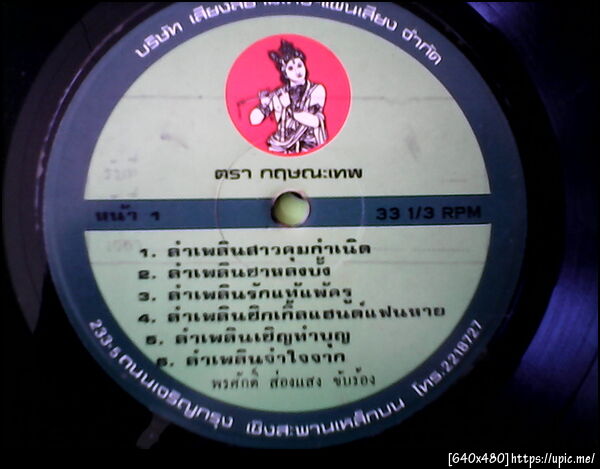 บริษัท เสียงสยามแผ่นเสียง จำกัด
ตรา กฤษณะเทพ
หน้า 1
33 1/3 RPM
1. ลำเพลินสาวคุมกำเนิด
2. ลำเพลินฮานลงบั้ง
3. ลำเพลินรักแท้แพ้ครู
4. ลำเพลินฮึกเกิ้ลแฮนด์แฟนหาย
5. ลำเพลินเฮิญทำบุญ
6. ลำเพลินจำใจจาก
พรศักดิ์ ส่องแสง ขับร้อง
233-5 ถนนเจริญกรุง เชิงสะพานเหล็กบน โทร.2218727
[640x480]https://upic.me/